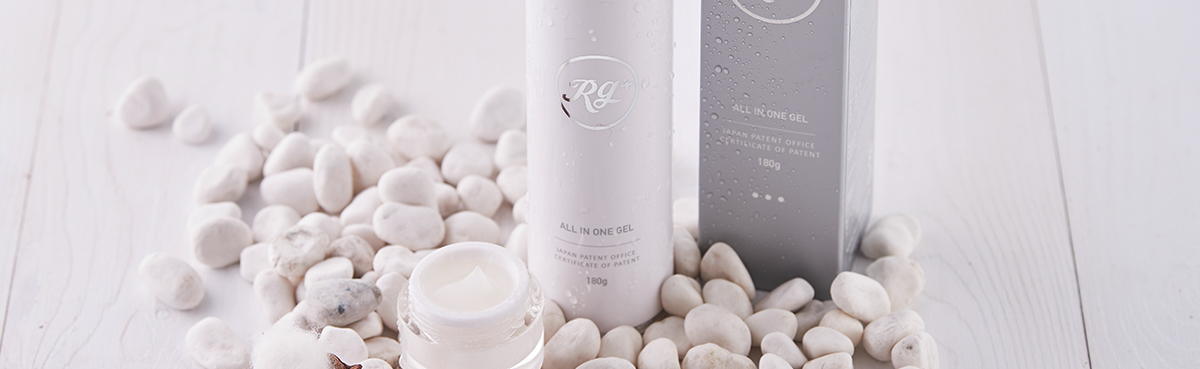 Rg
ALL IN ONE GEL
JAPAN PATENT OFFICE
CERTIFICATE OF PATENT
180g
ALL IN ONE GEL
JAPAN PATENT OFFICE
CERTIFICATE OF PATENT
180g